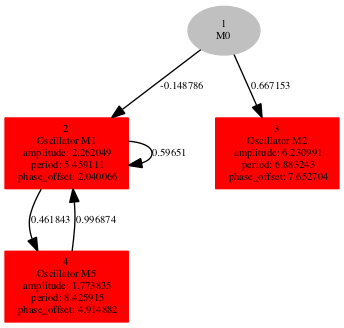 1
M0
-0.148786
0.667153
2
Oscillator M1
amplitude: 2.262049
period: 5.459111
phase_offset: 2.040066
0.59651
3
Oscillator M2
amplitude: 6.230991
period: 6.883243
phase_offset: 7.652704
0.461843
0.996874
4
Oscillator M5
amplitude: 1.773835
period: 8.425915
phase_offset: 4.914882